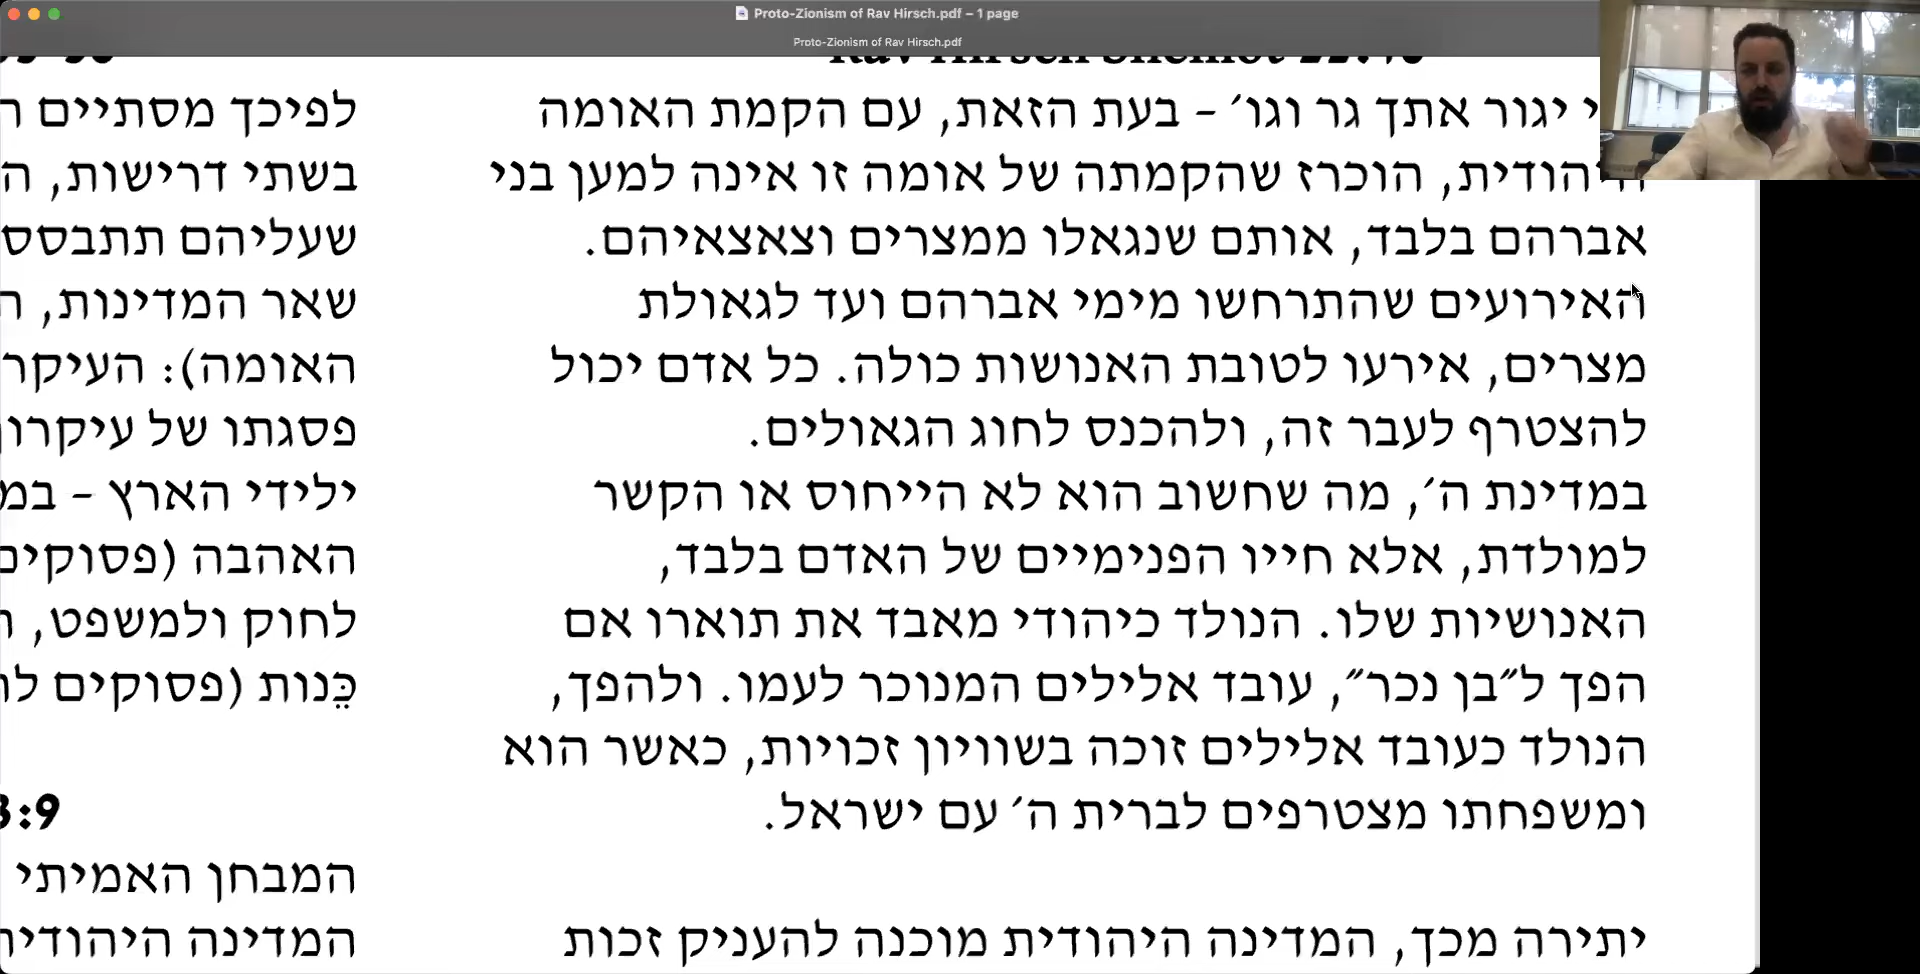 Proto-Zionism of Rav Hirsch.pdf – 1 page
Proto-Zionism of Rav Hirsch.pdf
Rav Hirsch Shemot
י יגור אתך גר וגו׳ - בעת הזאת, עם הקמת האומה
היהודית, הוכרז שהקמתה של אומה זו אינה למען בני
אברהם בלבד, אותם שנגאלו ממצרים וצאצאיהם.
האירועים שהתרחשו מימי אברהם ועד לגאולת
מצרים, אירעו לטובת האנושות כולה. כל אדם יכול
להצטרף לעבר זה, ולהכנס לחוג הגאולים.
במדינת ה׳, מה שחשוב הוא לא הייחוס או הקשר
למולדת, אלא חייו הפנימיים של האדם בלבד,
האנושיות שלו. הנולד כיהודי מאבד את תוארו אם
הפך ל״בן נכר״, עובד אלילים המנוכר לעמו. ולהפך,
הנולד כעובד אלילים זוכה בשוויון זכויות, כאשר הוא
ומשפחתו מצטרפים לברית ה׳ עם ישראל.
יתירה מכך, המדינה היהודית מוכנה להעניק זכות
לפיכך מסתיים
בשתי דרישות, ה
שעליהם תתבסס
שאר המדינות, ה
האומה): העיקר
פסגתו של עיקרון
ילידי הארץ - במ
האהבה (פסוקים
לחוק ולמשפט,
כֵּנות (פסוקים
3:9
המבחן האמיתי
המדינה היהודית